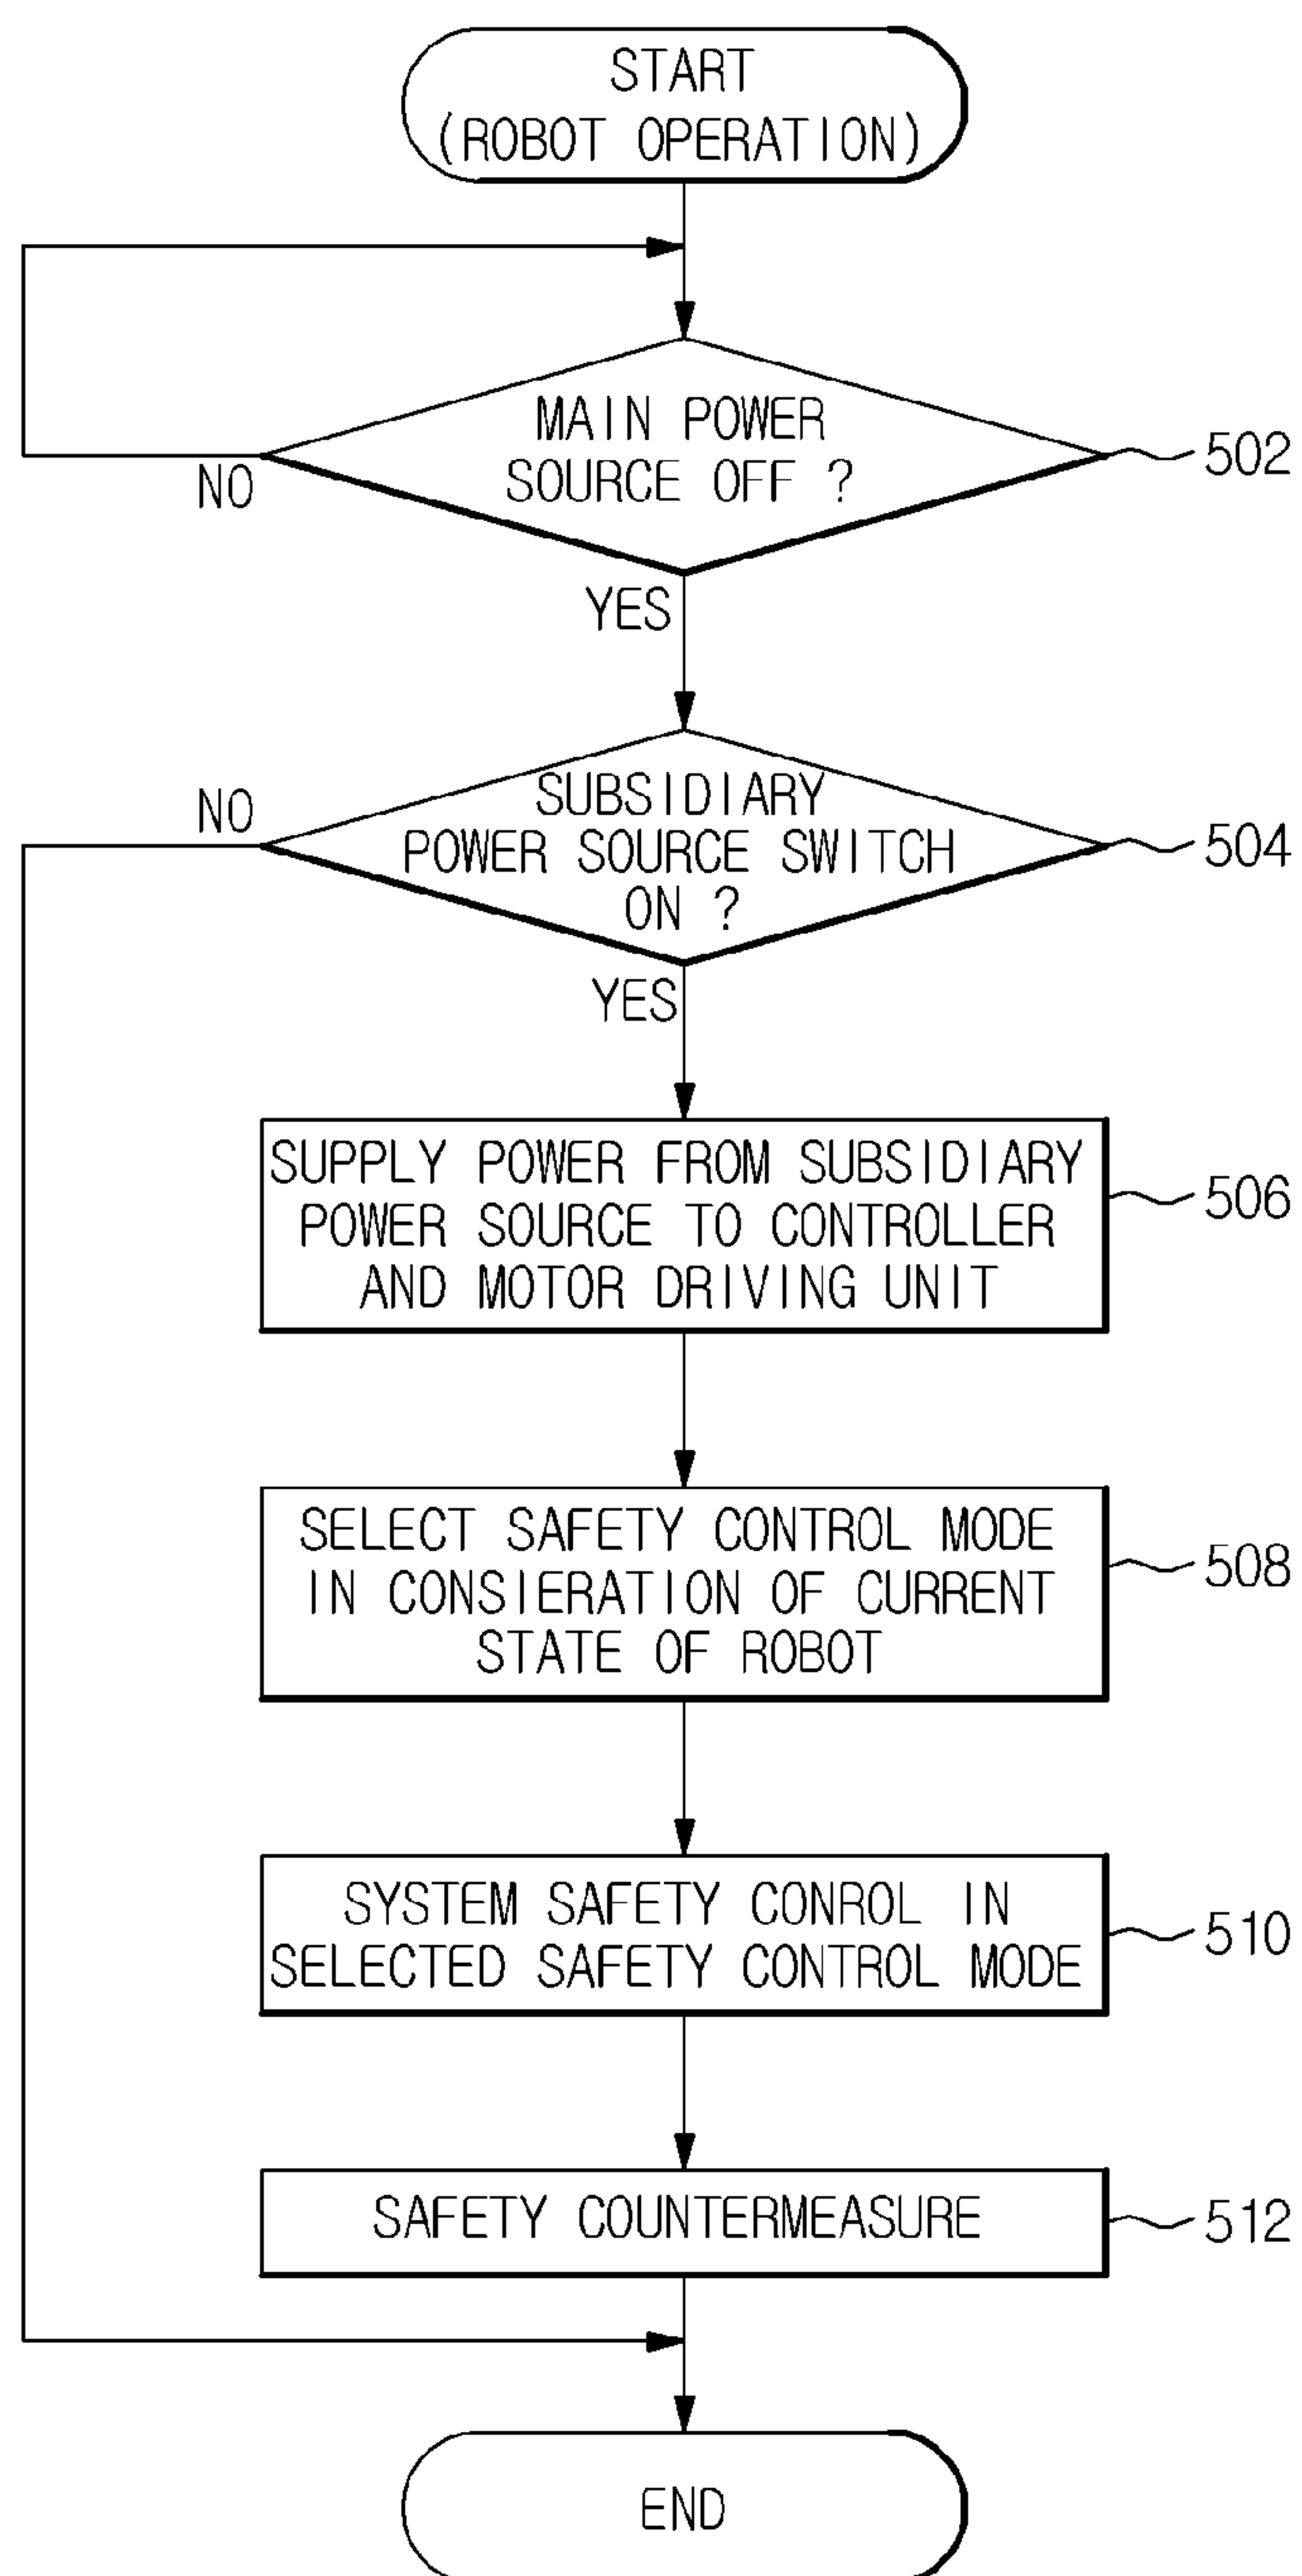 START
(ROBOT OPERATION)
MAIN POWER
SOURCE OFF ?
502
NO
YES
SUBSIDIARY
POWER SOURCE SWITCH
ON ?
504
NO
YES
SUPPLY POWER FROM SUBSIDIARY
POWER SOURCE TO CONTROLLER
AND MOTOR DRIVING UNIT
506
SELECT SAFETY CONTROL MODE
IN CONSIERATION OF CURRENT
STATE OF ROBOT
508
SYSTEM SAFETY CONROL IN
SELECTED SAFETY CONTROL MODE
510
SAFETY COUNTERMEASURE
512
END